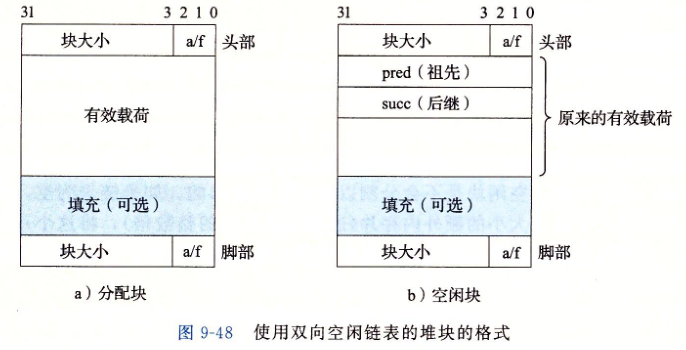 31 3 2 1 0
块大小 a/f 头部
有效载荷
填充（可选）
块大小 a/f 脚部
a）分配块
31 3 2 1 0
块大小 a/f 头部
pred（祖先）
succ（后继）
原来的有效载荷
填充（可选）
块大小 a/f 脚部
b）空闲块
图 9-48 使用双向空闲链表的堆块的格式